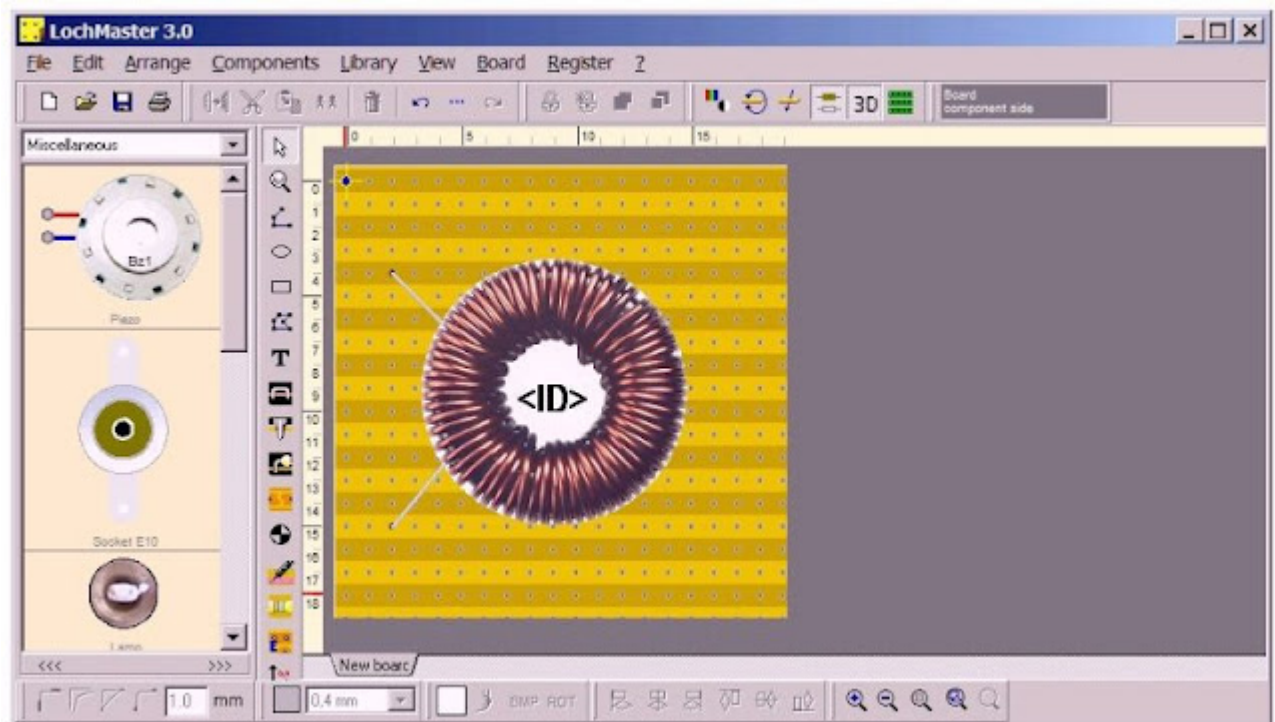 LochMaster 3.0
File Edit Arrange Components Library View Board Register ?
3D
Board
component side
Miscellaneous
0 5 10 15
Bz1
Piezo
Socket E10
Lamp
T
0
1
2
3
4
5
6
7
8
9
10
11
12
13
14
15
16
17
18
<ID>
<<< >>>
New board
1.0 mm
0,4 mm
BMP ROT